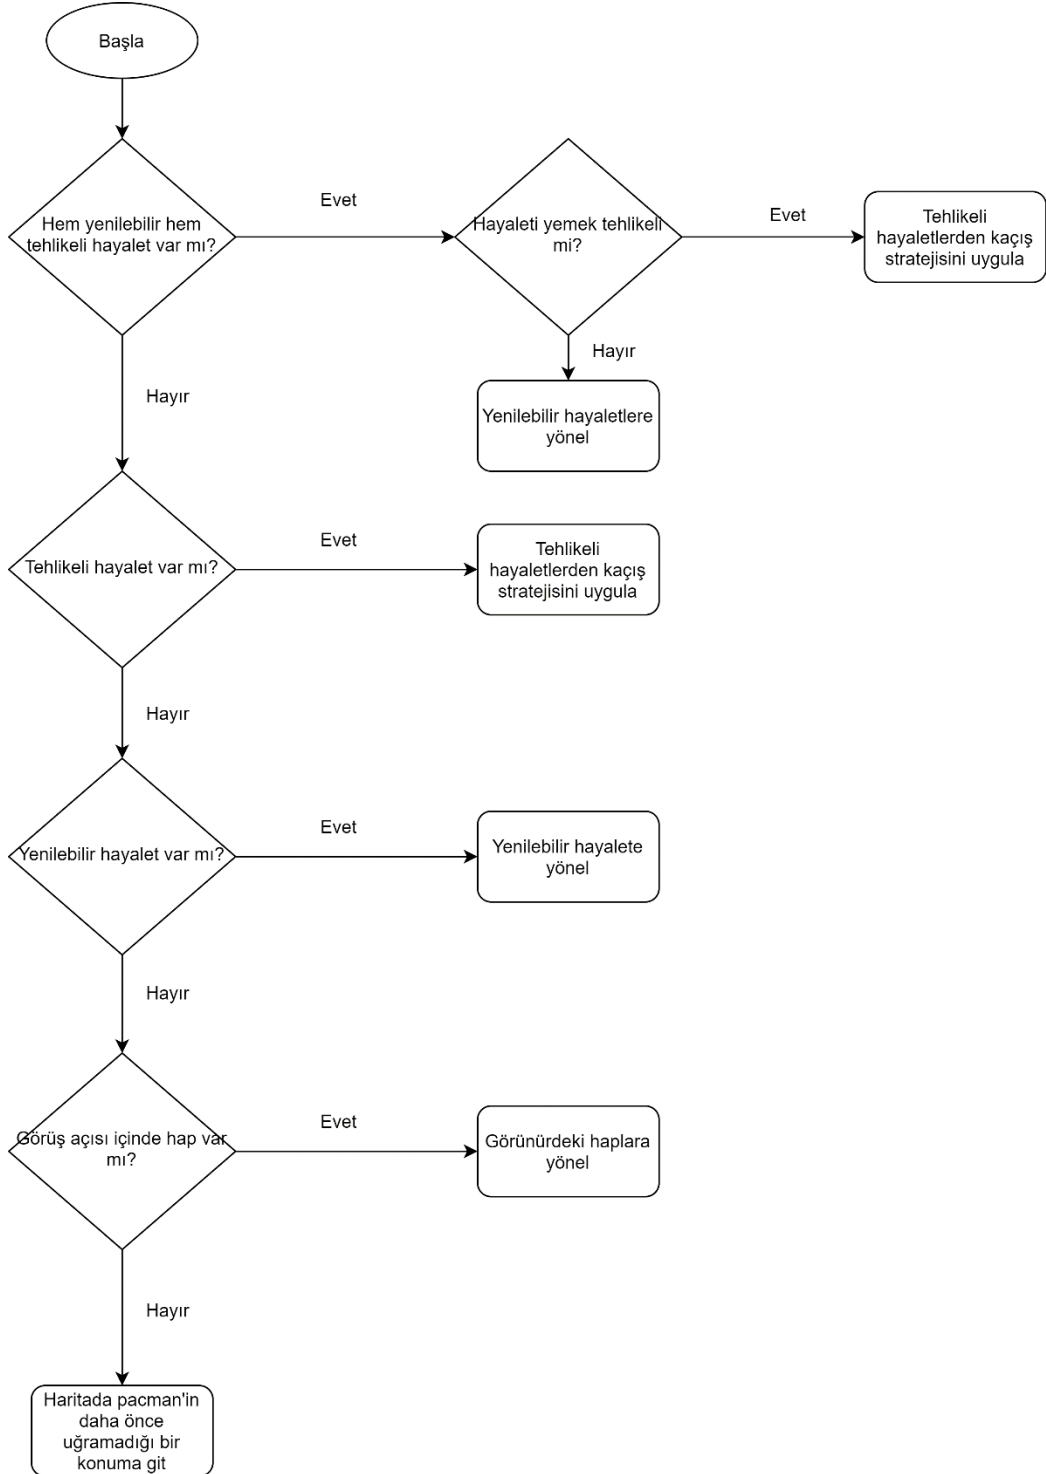 Başla
Evet
Hem yenilebilir hem
tehlikeli hayalet var mı?
Hayaleti yemek tehlikeli
mi?
Evet
Tehlikeli
hayaletlerden kaçış
stratejisini uygula
Hayır
Yenilebilir hayaletlere
yönel
Hayır
Tehlikeli hayalet var mı?
Evet
Tehlikeli
hayaletlerden kaçış
stratejisini uygula
Hayır
Yenilebilir hayalet var mı?
Evet
Yenilebilir hayalete
yönel
Hayır
Görüş açısı içinde hap var
mı?
Evet
Görünürdeki haplara
yönel
Hayır
Haritada pacman'in
daha önce
uğramadığı bir
konuma git